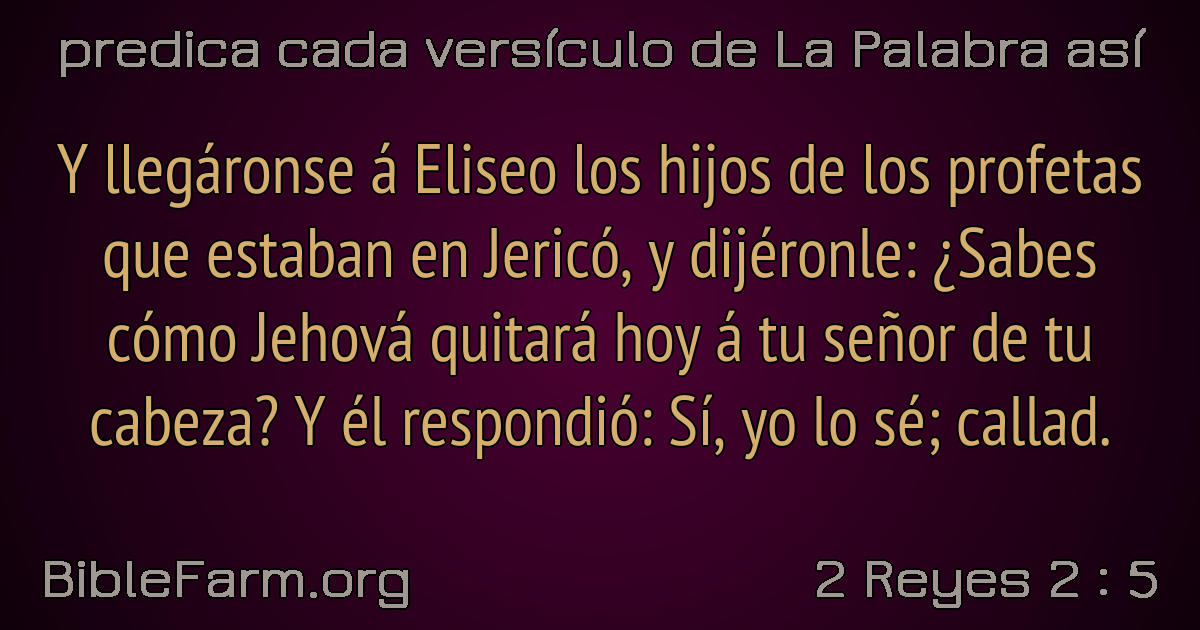 predica cada versículo de La Palabra así
Y llegáronse á Eliseo los hijos de los profetas
que estaban en Jericó, y dijéronle: ¿Sabes
cómo Jehová quitará hoy á tu señor de tu
cabeza? Y él respondió: Sí, yo lo sé; callad.
BibleFarm.org
2 Reyes 2 : 5